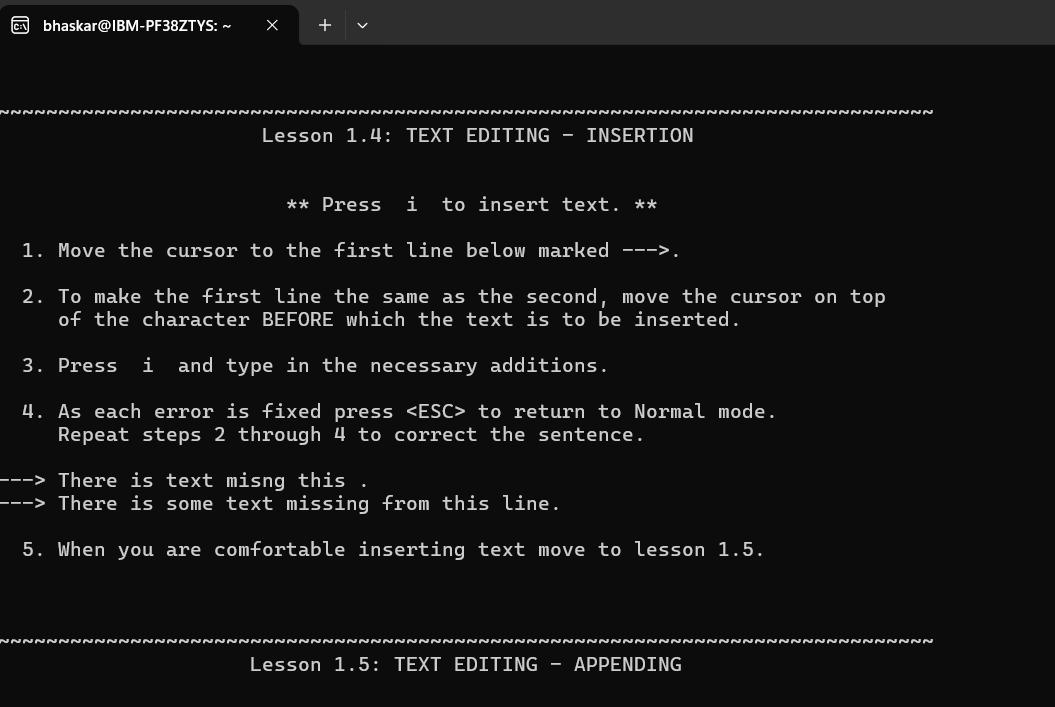 bhaskar@IBM-PF38ZTYS: ~
~~~~~~~~~~~~~~~~~~~~~~~~~~~~~~~~~~~~~~~~~~~~~~~~~~~~~~~~~~~~~~~~~~~~~~~~~~~~~~
Lesson 1.4: TEXT EDITING - INSERTION
** Press  i  to insert text. **
1. Move the cursor to the first line below marked --->.
2. To make the first line the same as the second, move the cursor on top
of the character BEFORE which the text is to be inserted.
3. Press  i  and type in the necessary additions.
4. As each error is fixed press <ESC> to return to Normal mode.
Repeat steps 2 through 4 to correct the sentence.
---> There is text misng this .
---> There is some text missing from this line.
5. When you are comfortable inserting text move to lesson 1.5.
~~~~~~~~~~~~~~~~~~~~~~~~~~~~~~~~~~~~~~~~~~~~~~~~~~~~~~~~~~~~~~~~~~~~~~~~~~~~~~
Lesson 1.5: TEXT EDITING - APPENDING